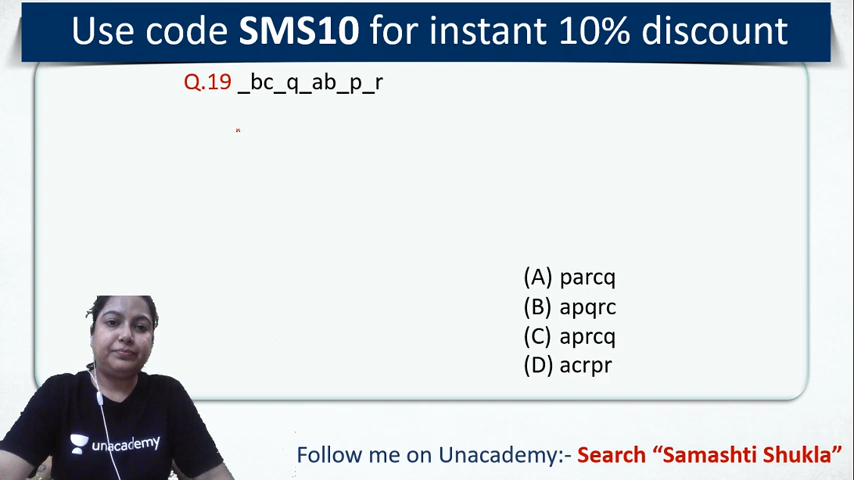 Use code SMS10 for instant 10% discount
Q.19 _bc_q_ab_p_r
(A) parcq
(B) apqrc
(C) aprcq
(D) acrpr
unacademy
Follow me on Unacademy:- Search “Samashti Shukla”